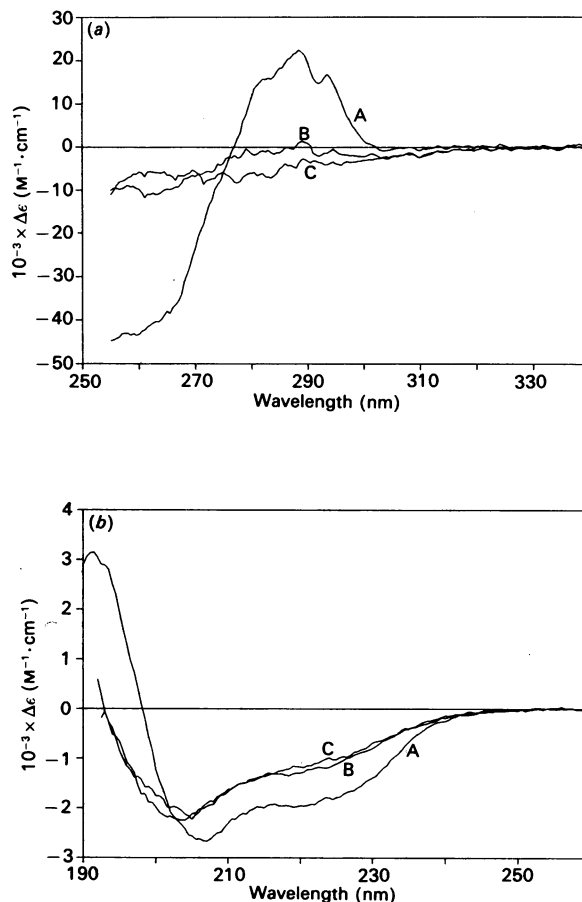 (a)
30
20
10
0
−10
−20
−30
−40
−50
A
B
C
10⁻³ × Δϵ (M⁻¹·cm⁻¹)
250 270 290 310 330
Wavelength (nm)
(b)
4
3
2
1
0
−1
−2
−3
C
B
A
10⁻³ × Δϵ (M⁻¹·cm⁻¹)
190 210 230 250
Wavelength (nm)